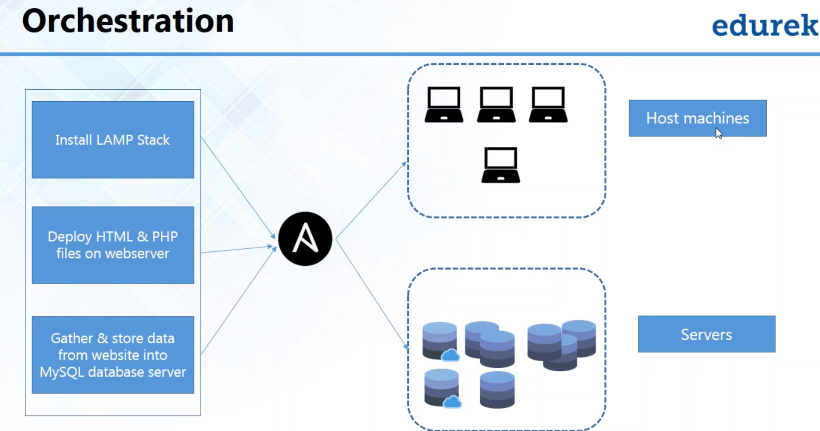 Orchestration
edurek
Install LAMP Stack
Deploy HTML & PHP
files on webserver
Gather & store data
from website into
MySQL database server
Host machines
Servers